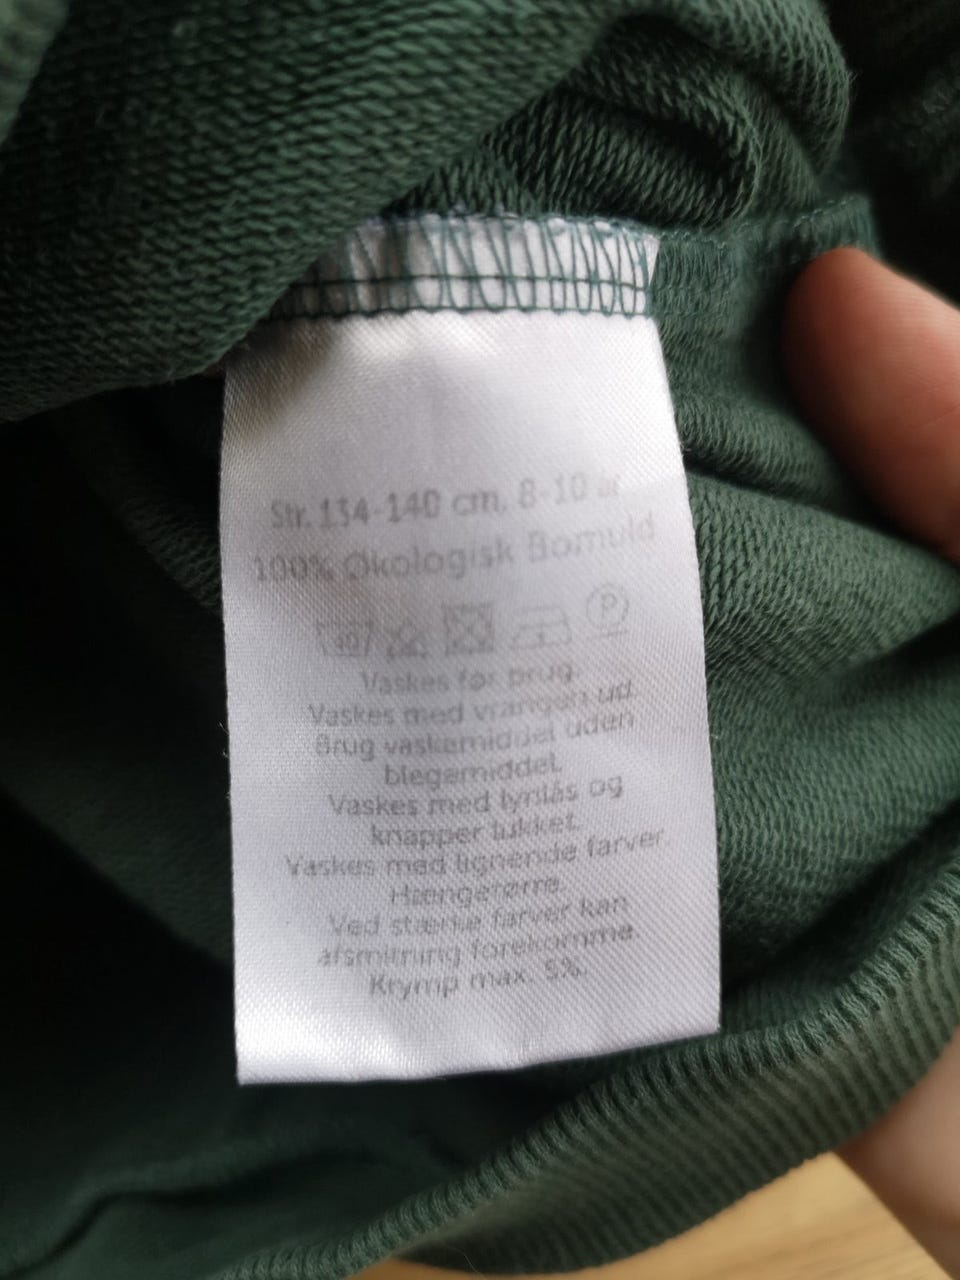 Str. 134-140 cm, 8-10 år
100% Økologisk Bomuld
P
Vaskes før brug.
Vaskes med vrangen ud.
Brug vaskemiddel uden
blegemiddel.
Vaskes med lynlås og
knapper lukket.
Vaskes med lignende farver.
Hængetørre.
Ved stærke farver kan
afsmitning forekomme.
Krymp max. 5%.